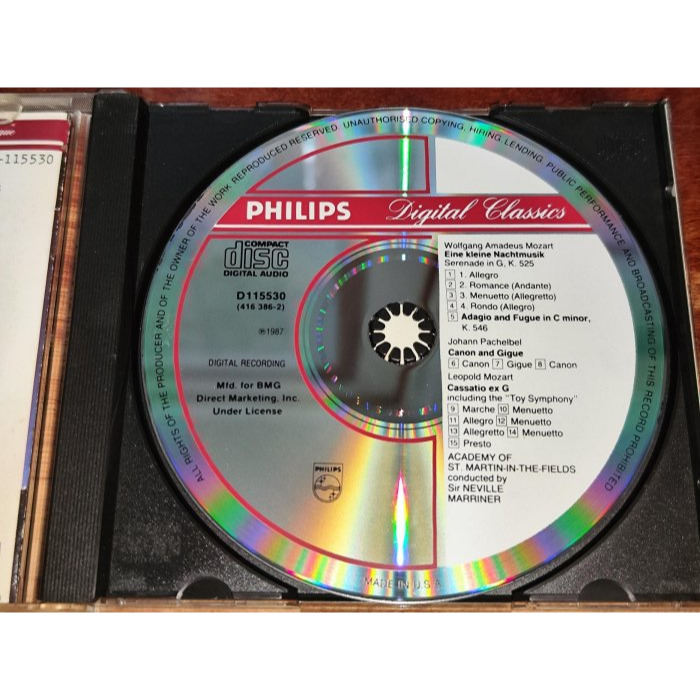 que
-115530
ALL RIGHTS OF THE PRODUCER AND OF THE OWNER OF THE WORK REPRODUCED RESERVED. UNAUTHORISED COPYING, HIRING, LENDING, PUBLIC PERFORMANCE AND BROADCASTING OF THIS RECORD PROHIBITED
PHILIPS Digital Classics
COMPACT
disc
DIGITAL AUDIO
D115530
(416 386-2)
℗1987
DIGITAL RECORDING
Mfd. for BMG
Direct Marketing, Inc.
Under License
PHILIPS
Wolfgang Amadeus Mozart
Eine kleine Nachtmusik
Serenade in G, K. 525
1 1. Allegro
2 2. Romance (Andante)
3 3. Menuetto (Allegretto)
4 4. Rondo (Allegro)
5 Adagio and Fugue in C minor,
K. 546
Johann Pachelbel
Canon and Gigue
6 Canon 7 Gigue 8 Canon
Leopold Mozart
Cassatio ex G
including the "Toy Symphony"
9 Marche 10 Menuetto
11 Allegro 12 Menuetto
13 Allegretto 14 Menuetto
15 Presto
ACADEMY OF
ST. MARTIN-IN-THE-FIELDS
conducted by
Sir NEVILLE
MARRINER
MADE IN U.S.A.